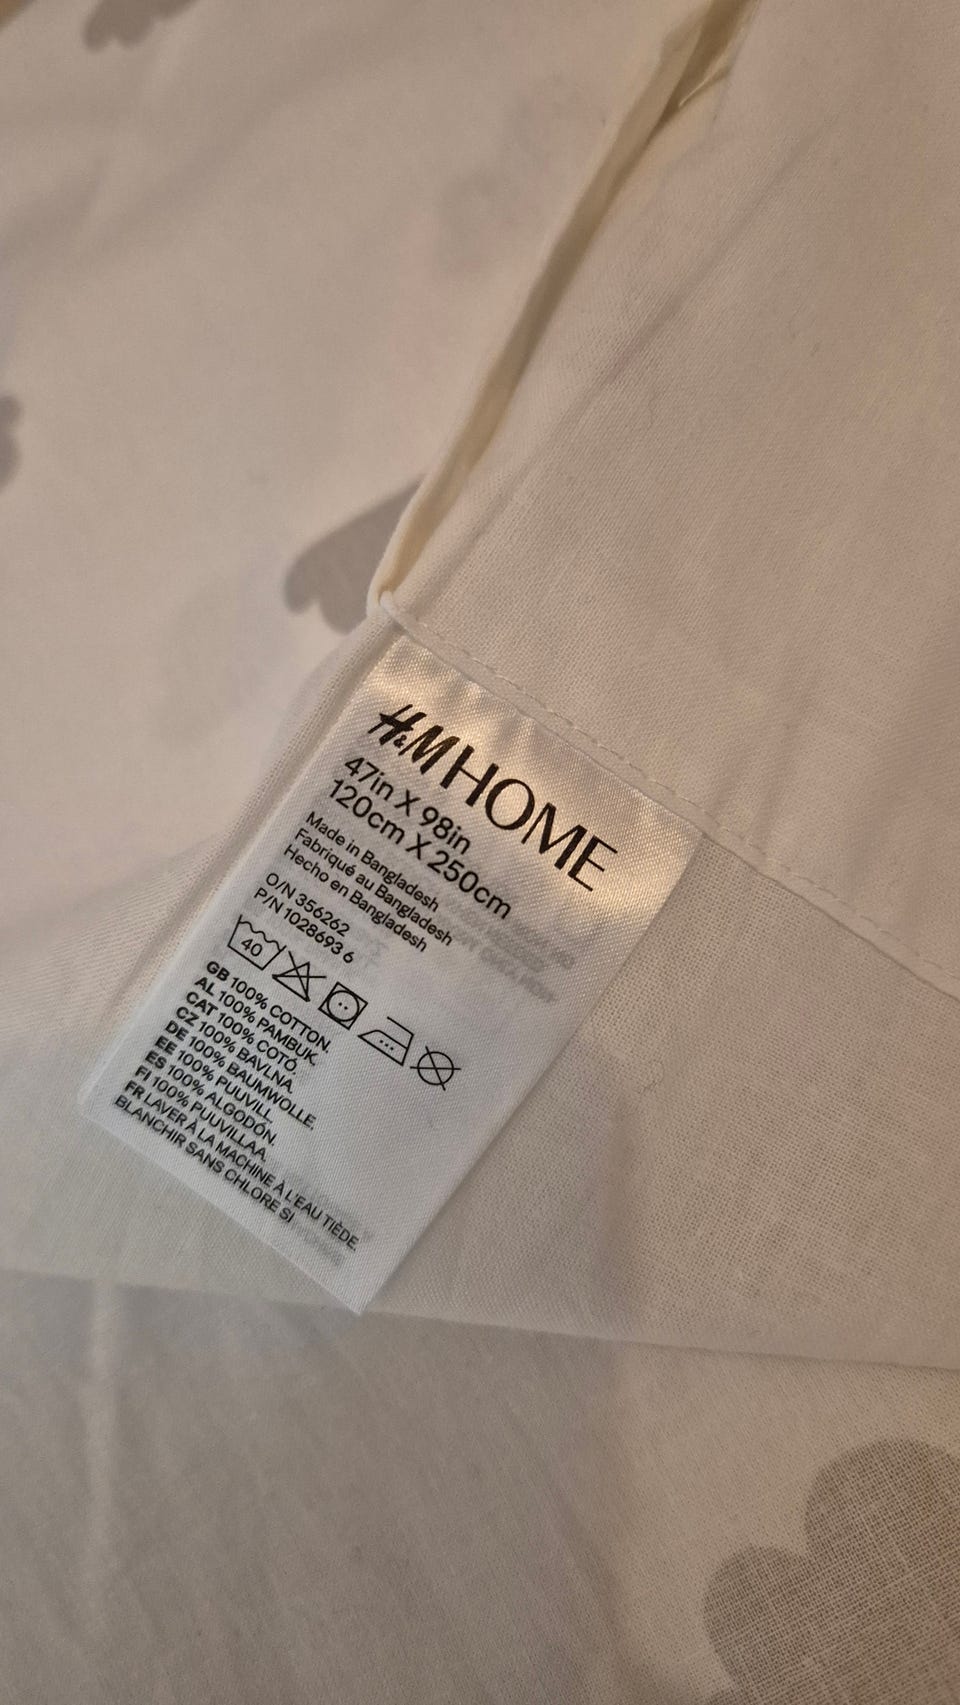 H&M HOME
47in X 98in
120cm X 250cm
Made in Bangladesh
Fabriqué au Bangladesh
Hecho en Bangladesh
O/N 356262
P/N 1028693 6
40
GB 100% COTTON.
AL 100% PAMBUK.
CAT 100% COTÓ.
CZ 100% BAVLNA.
DE 100% BAUMWOLLE.
EE 100% PUUVILL.
ES 100% ALGODÓN.
FI 100% PUUVILLAA.
FR LAVER À LA MACHINE À L'EAU TIÈDE.
BLANCHIR SANS CHLORE SI